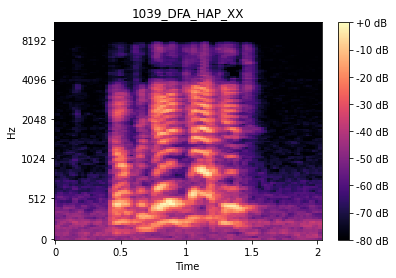 1039_DFA_HAP_XX
+0 dB
8192
-10 dB
4096
-20 dB
-30 dB
2048
-40 dB
Hz
1024
-50 dB
-60 dB
512
-70 dB
0
-80 dB
0
0.5
1
1.5
2
Time